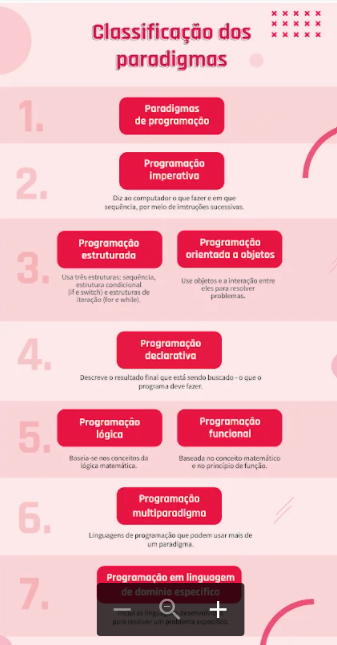 Classificação dos
paradigmas
1.
Paradigmas
de programação
2.
Programação
imperativa
Diz ao computador o que fazer e em que
sequência, por meio de instruções sucessivas.
3.
Programação
estruturada
Usa três estruturas: sequência,
estrutura condicional
(if e switch) e estruturas de
iteração (for e while).
Programação
orientada a objetos
Use objetos e a interação entre
eles para resolver
problemas.
4.
Programação
declarativa
Descreve o resultado final que está sendo buscado - o que o
programa deve fazer.
5.
Programação
lógica
Baseia-se nos conceitos da
lógica matemática.
Programação
funcional
Baseada no conceito matemático
e no princípio de função.
6.
Programação
multiparadigma
Linguagens de programação que podem usar mais de
um paradigma.
7.
Programação em linguagem
de domínio específico
para resolver um problema específico.